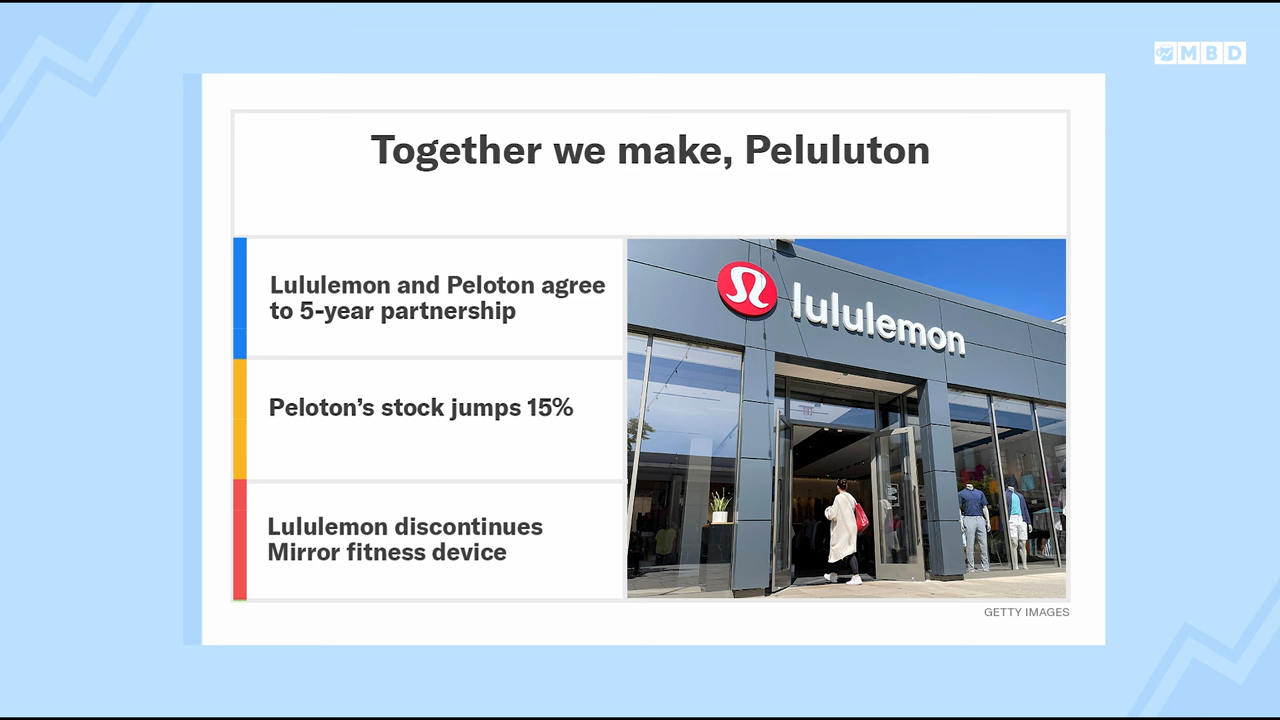 MBD
Together we make, Peluluton
Lululemon and Peloton agree
to 5-year partnership
Peloton’s stock jumps 15%
Lululemon discontinues
Mirror fitness device
lululemon
GETTY IMAGES